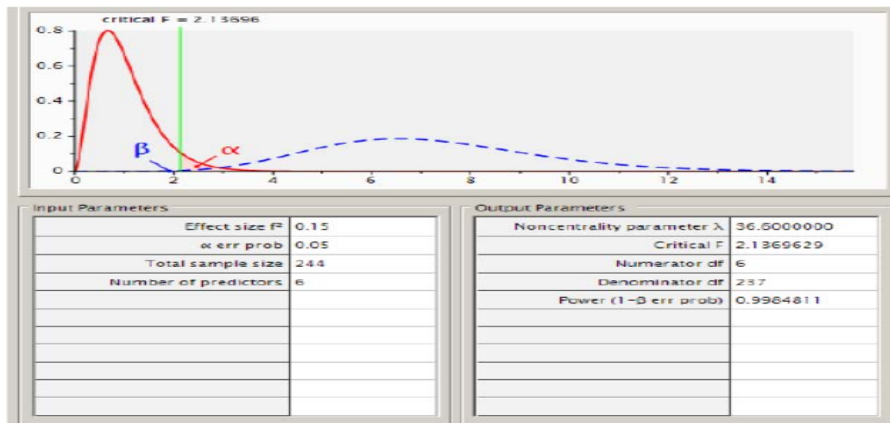 critical F = 2.13696
0.8
0.6
0.4
0.2
0
β
α
0 2 4 6 8 10 12 14
Input Parameters
Effect size f² 0.15
α err prob 0.05
Total sample size 244
Number of predictors 6
Output Parameters
Noncentrality parameter λ 36.6000000
Critical F 2.1369629
Numerator df 6
Denominator df 237
Power (1-β err prob) 0.9984811